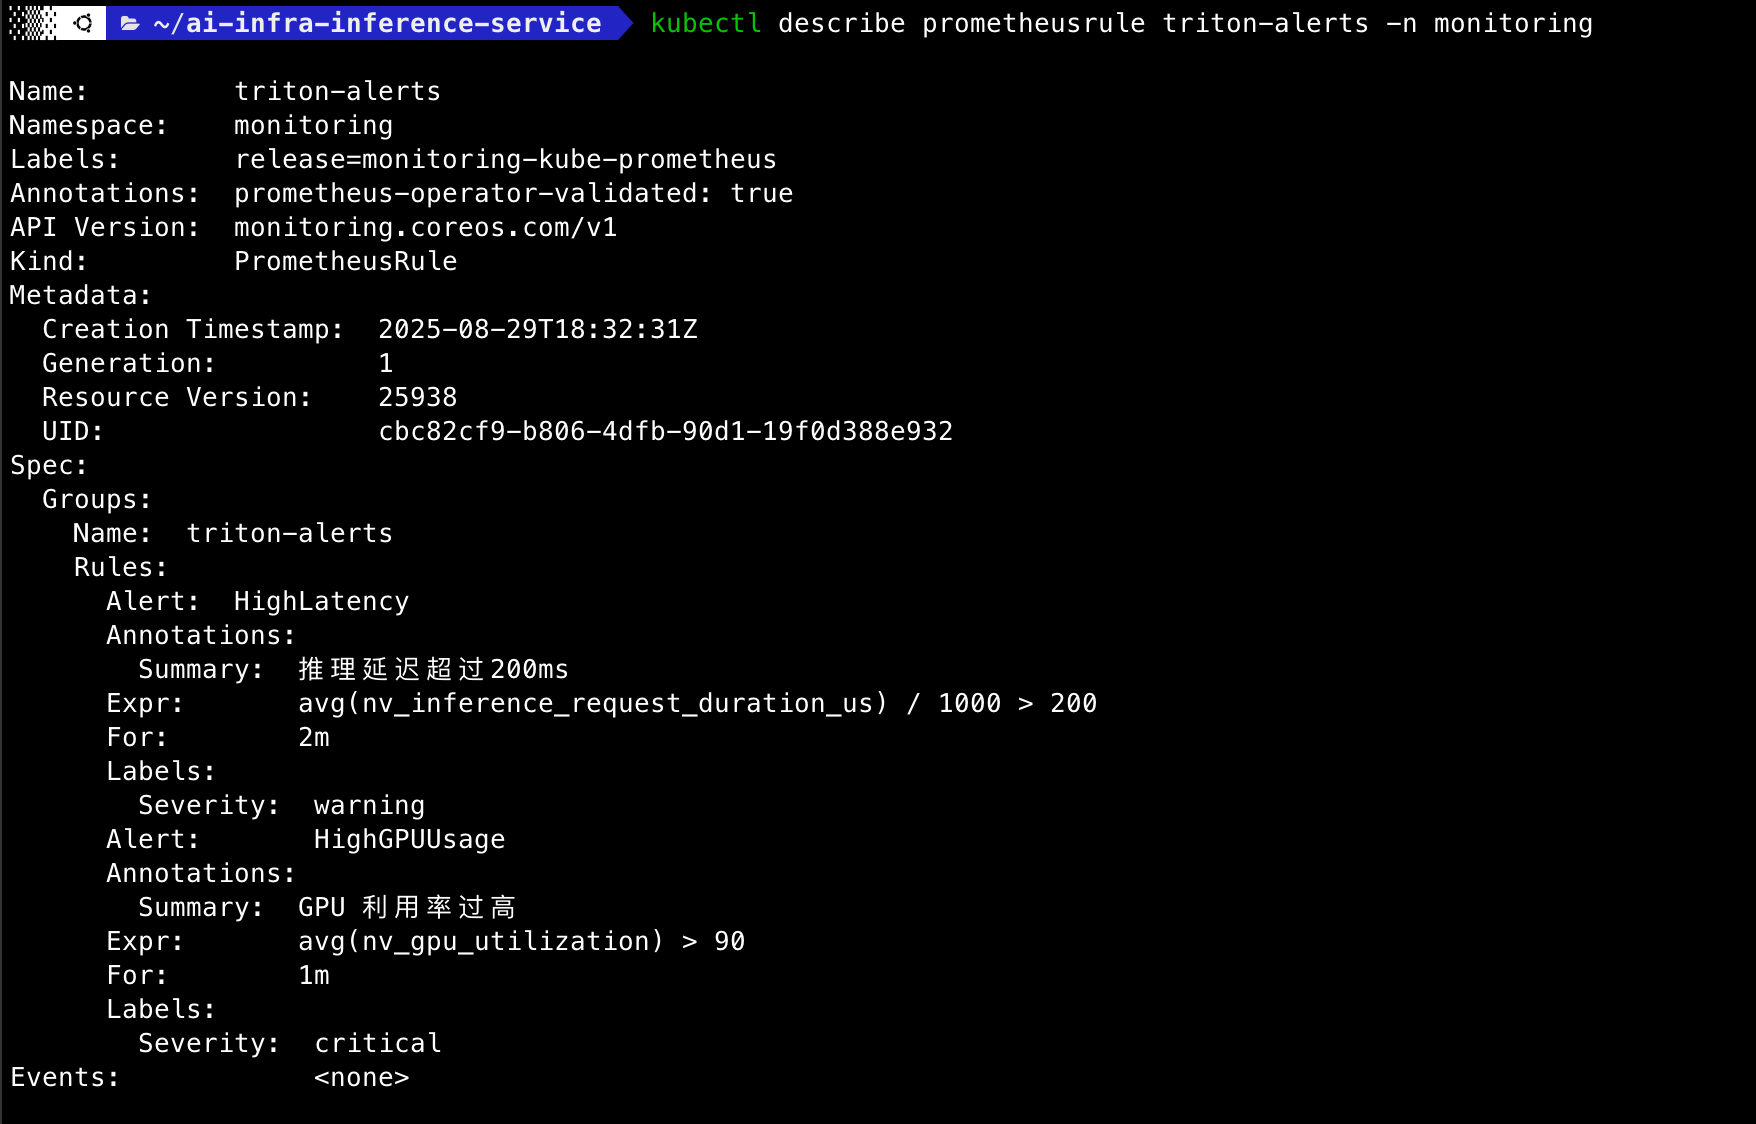 ~/ai-infra-inference-service kubectl describe prometheusrule triton-alerts -n monitoring
Name:         triton-alerts
Namespace:    monitoring
Labels:       release=monitoring-kube-prometheus
Annotations:  prometheus-operator-validated: true
API Version:  monitoring.coreos.com/v1
Kind:         PrometheusRule
Metadata:
  Creation Timestamp:  2025-08-29T18:32:31Z
  Generation:          1
  Resource Version:    25938
  UID:                 cbc82cf9-b806-4dfb-90d1-19f0d388e932
Spec:
  Groups:
    Name:  triton-alerts
    Rules:
      Alert:  HighLatency
      Annotations:
        Summary:  推理延迟超过200ms
      Expr:       avg(nv_inference_request_duration_us) / 1000 > 200
      For:        2m
      Labels:
        Severity:  warning
      Alert:       HighGPUUsage
      Annotations:
        Summary:  GPU 利用率过高
      Expr:       avg(nv_gpu_utilization) > 90
      For:        1m
      Labels:
        Severity:  critical
Events:            <none>